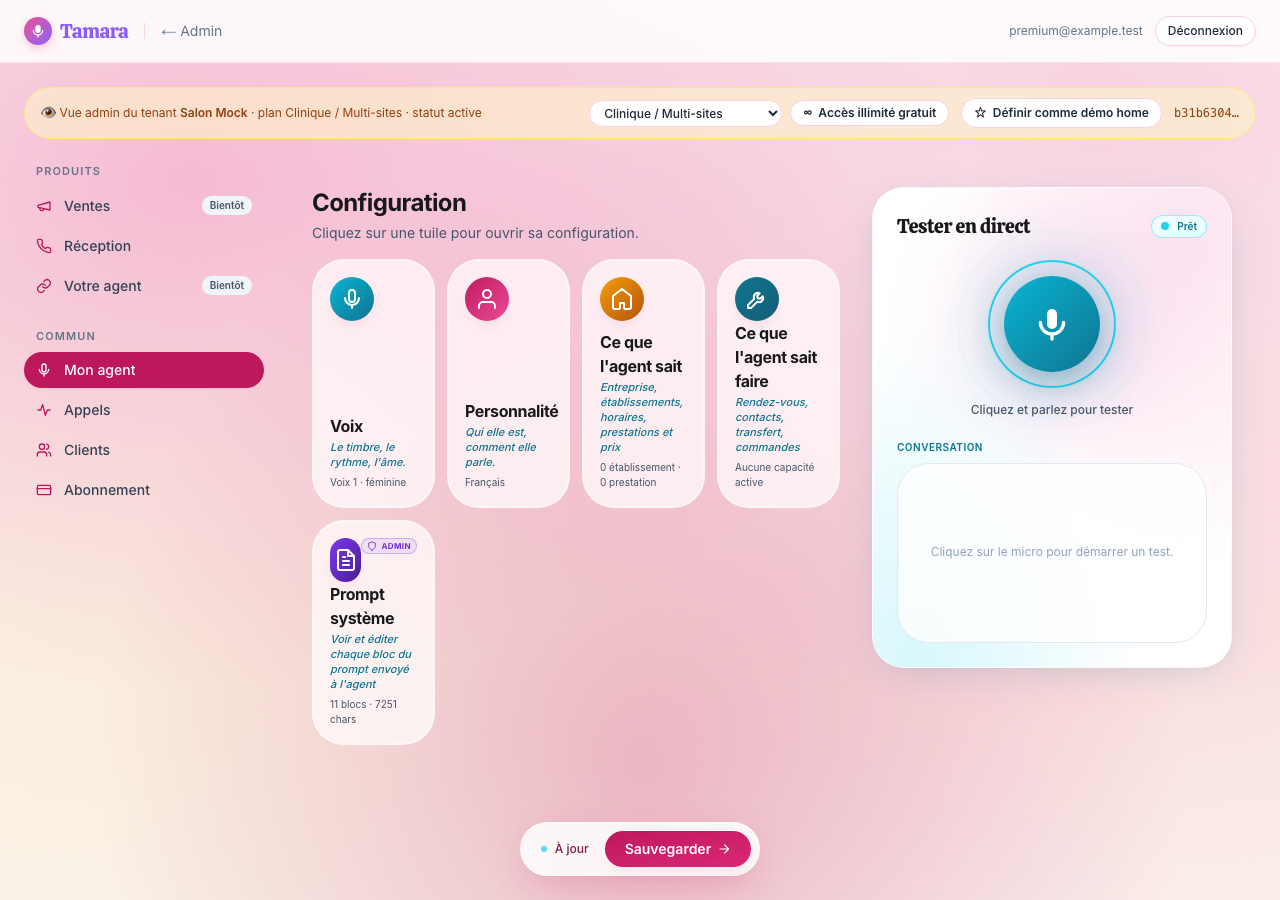 Tamara
← Admin
premium@example.test
Déconnexion
Vue admin du tenant Salon Mock · plan Clinique / Multi-sites · statut active
Clinique / Multi-sites
∞ Accès illimité gratuit
☆ Définir comme démo home
b31b6304…
PRODUITS
Ventes
Bientôt
Réception
Votre agent
Bientôt
COMMUN
Mon agent
Appels
Clients
Abonnement
Configuration
Cliquez sur une tuile pour ouvrir sa configuration.
Voix
Le timbre, le
rythme, l'âme.
Voix 1 · féminine
Personnalité
Qui elle est,
comment elle
parle.
Français
Ce que
l'agent sait
Entreprise,
établissements,
horaires,
prestations et
prix
0 établissement ·
0 prestation
Ce que
l'agent sait
faire
Rendez-vous,
contacts,
transfert,
commandes
Aucune capacité
active
ADMIN
Prompt
système
Voir et éditer
chaque bloc du
prompt envoyé
à l'agent
11 blocs · 7251
chars
Tester en direct
Prêt
Cliquez et parlez pour tester
CONVERSATION
Cliquez sur le micro pour démarrer un test.
À jour
Sauvegarder →